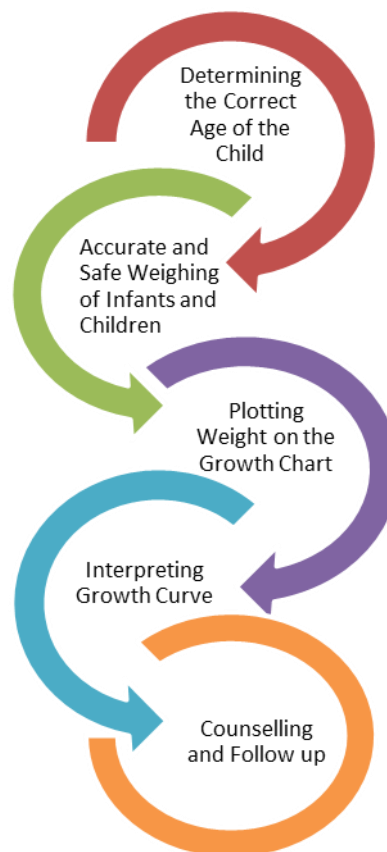 Determining
the Correct
Age of the
Child
Accurate and
Safe Weighing
of Infants and
Children
Plotting
Weight on the
Growth Chart
Interpreting
Growth Curve
Counselling
and Follow up